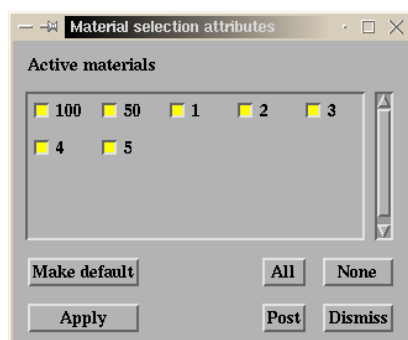 Material selection attributes
Active materials
100 50 1 2 3
4 5
Make default All None
Apply Post Dismiss